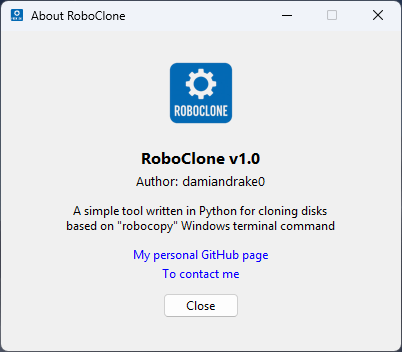 About RoboClone
ROBOCLONE
RoboClone v1.0
Author: damiandrake0
A simple tool written in Python for cloning disks
based on "robocopy" Windows terminal command
My personal GitHub page
To contact me
Close